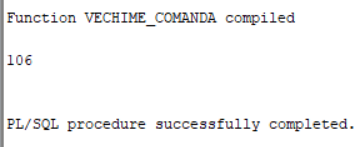 Function VECHIME_COMANDA compiled
106
PL/SQL procedure successfully completed.